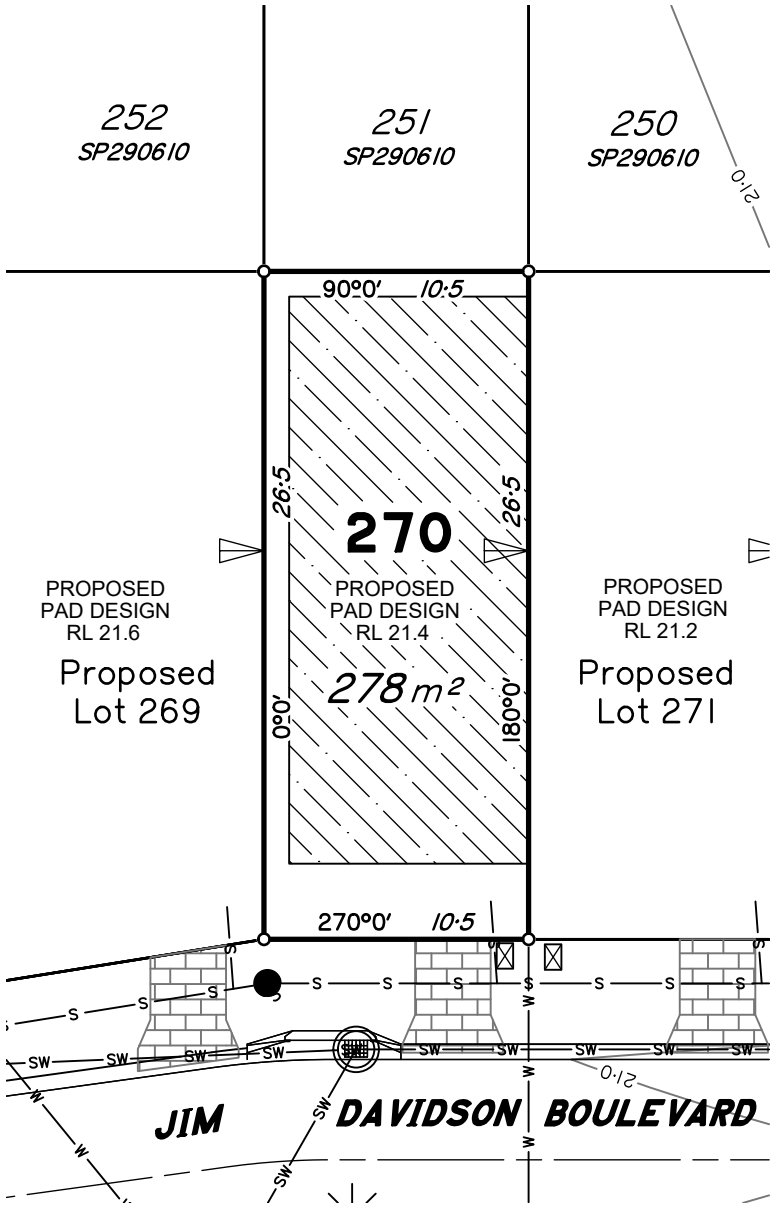 252
SP290610
251
SP290610
250
SP290610
21·0
90°0' 10·5
26·5
26·5
270
PROPOSED
PAD DESIGN
RL 21.6
PROPOSED
PAD DESIGN
RL 21.4
PROPOSED
PAD DESIGN
RL 21.2
Proposed
Lot 269
278 m²
Proposed
Lot 271
0°0'
180°0'
270°0' 10·5
S
S
S
S
S
S
S
S
S
S
S
S
S
W
SW
SW
SW
SW
SW
SW
SW
SW
W
W
21·0
JIM DAVIDSON BOULEVARD
SW
W
W
SW
W